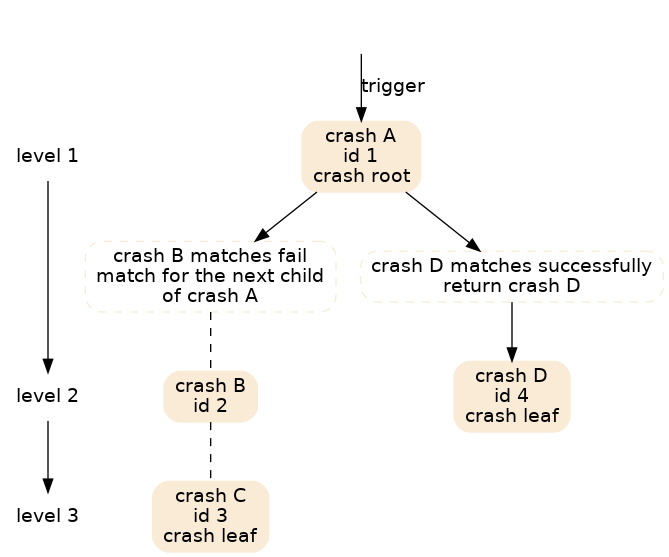 trigger
level 1
crash A
id 1
crash root
crash B matches fail
match for the next child
of crash A
crash D matches successfully
return crash D
level 2
crash B
id 2
crash D
id 4
crash leaf
level 3
crash C
id 3
crash leaf